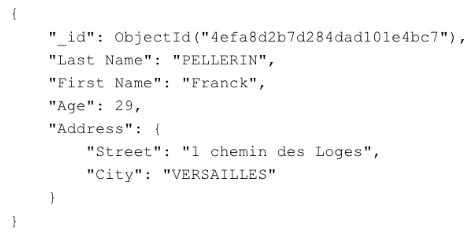 {
"_id": ObjectId("4efa8d2b7d284dad101e4bc7"),
"Last Name": "PELLERIN",
"First Name": "Franck",
"Age": 29,
"Address": {
"Street": "1 chemin des Loges",
"City": "VERSAILLES"
}
}